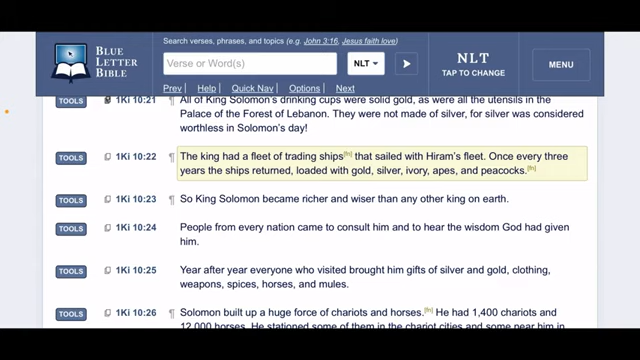 BLUE
LETTER
BIBLE
Search verses, phrases, and topics (e.g. John 3:16, Jesus faith love)
Verse or Word(s)
NLT
Prev | Help | Quick Nav | Options | Next
NLT
TAP TO CHANGE
MENU
TOOLS 1Ki 10:21 ¶ All of King Solomon's drinking cups were solid gold, as were all the utensils in the
Palace of the Forest of Lebanon. They were not made of silver, for silver was considered
worthless in Solomon's day!
TOOLS 1Ki 10:22 ¶ The king had a fleet of trading ships[fn] that sailed with Hiram's fleet. Once every three
years the ships returned, loaded with gold, silver, ivory, apes, and peacocks.[fn]
TOOLS 1Ki 10:23 ¶ So King Solomon became richer and wiser than any other king on earth.
TOOLS 1Ki 10:24 ¶ People from every nation came to consult him and to hear the wisdom God had given
him.
TOOLS 1Ki 10:25 ¶ Year after year everyone who visited brought him gifts of silver and gold, clothing,
weapons, spices, horses, and mules.
TOOLS 1Ki 10:26 ¶ Solomon built up a huge force of chariots and horses.[fn] He had 1,400 chariots and
12,000 horses. He stationed some of them in the chariot cities and some near him in